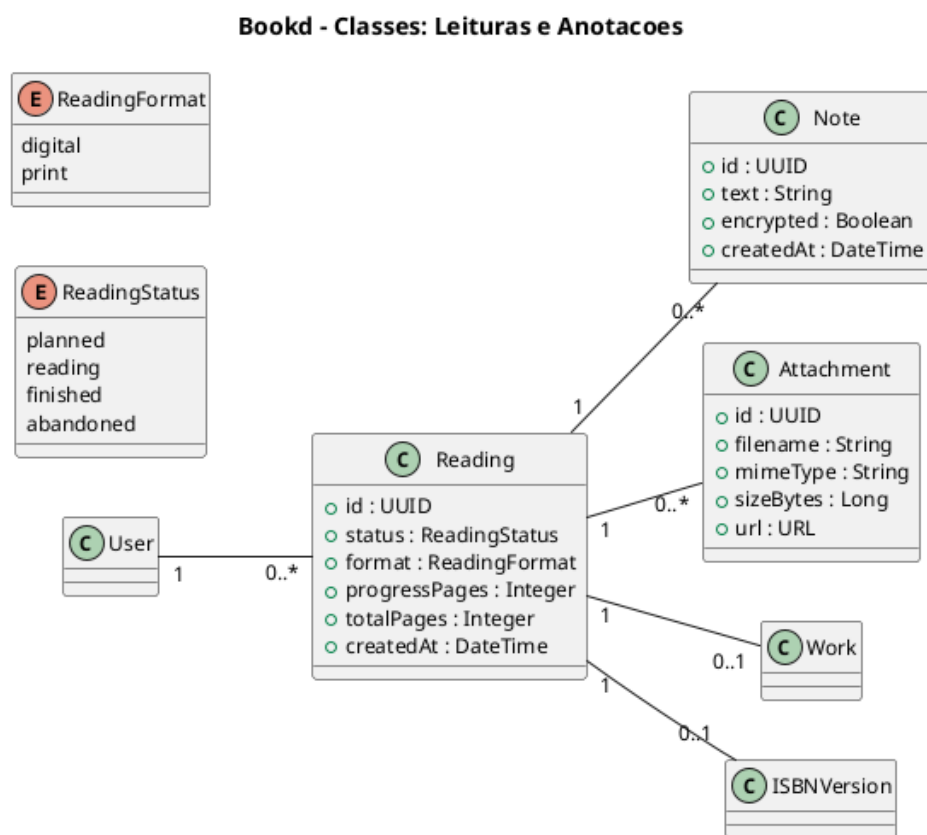 Bookd - Classes: Leituras e Anotacoes
E ReadingFormat
digital
print
E ReadingStatus
planned
reading
finished
abandoned
C User
1
0..*
C Reading
id : UUID
status : ReadingStatus
format : ReadingFormat
progressPages : Integer
totalPages : Integer
createdAt : DateTime
1
0..*
1
0..*
1
0..1
1
0..1
C Note
id : UUID
text : String
encrypted : Boolean
createdAt : DateTime
C Attachment
id : UUID
filename : String
mimeType : String
sizeBytes : Long
url : URL
C Work
C ISBNVersion